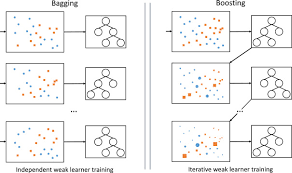 Bagging
Boosting
...
...
Independent weak learner training
Iterative weak learner training